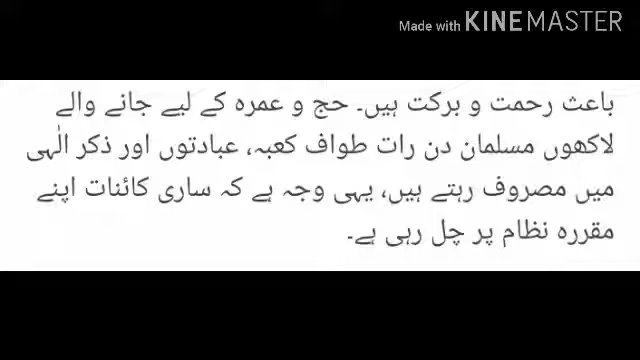 Made with KINEMASTER
باعث رحمت و برکت ہیں۔ حج و عمرہ کے لیے جانے والے
لاکھوں مسلمان دن رات طواف کعبہ، عبادتوں اور ذکر الٰہی
میں مصروف رہتے ہیں، یہی وجہ ہے کہ ساری کائنات اپنے
مقررہ نظام پر چل رہی ہے۔